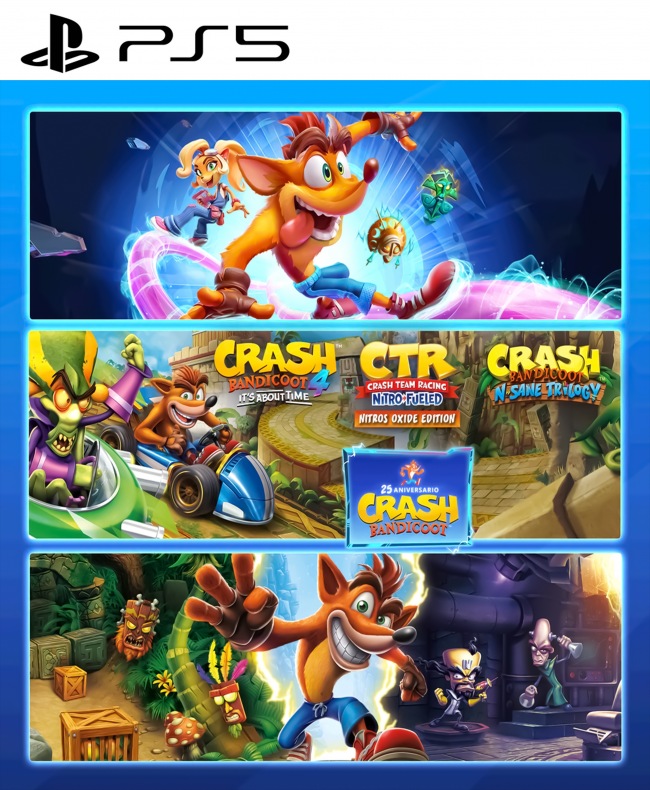 PS5
CRASH™
BANDICOOT 4
IT'S ABOUT TIME
CTR
CRASH TEAM RACING
NITRO-FUELED
NITROS OXIDE EDITION
CRASH
BANDICOOT
N.SANE TRILOGY
25 ANIVERSARIO
CRASH
BANDICOOT